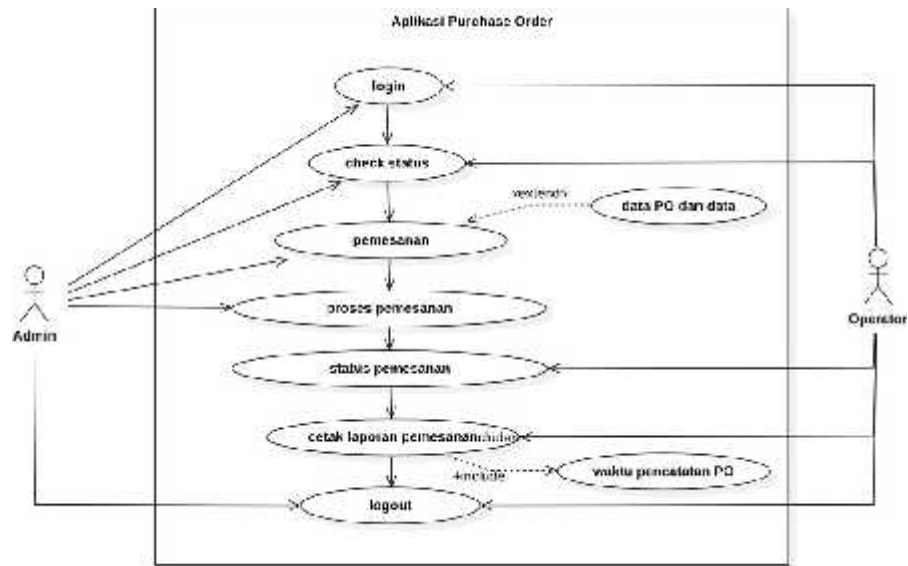 Aplikasi Purchase Order
login
check status
«extend»
data PO dan data
pemesanan
Admin
proses pemesanan
Operator
status pemesanan
cetak laporan pemesanan
+include
waktu pencatatan PO
logout